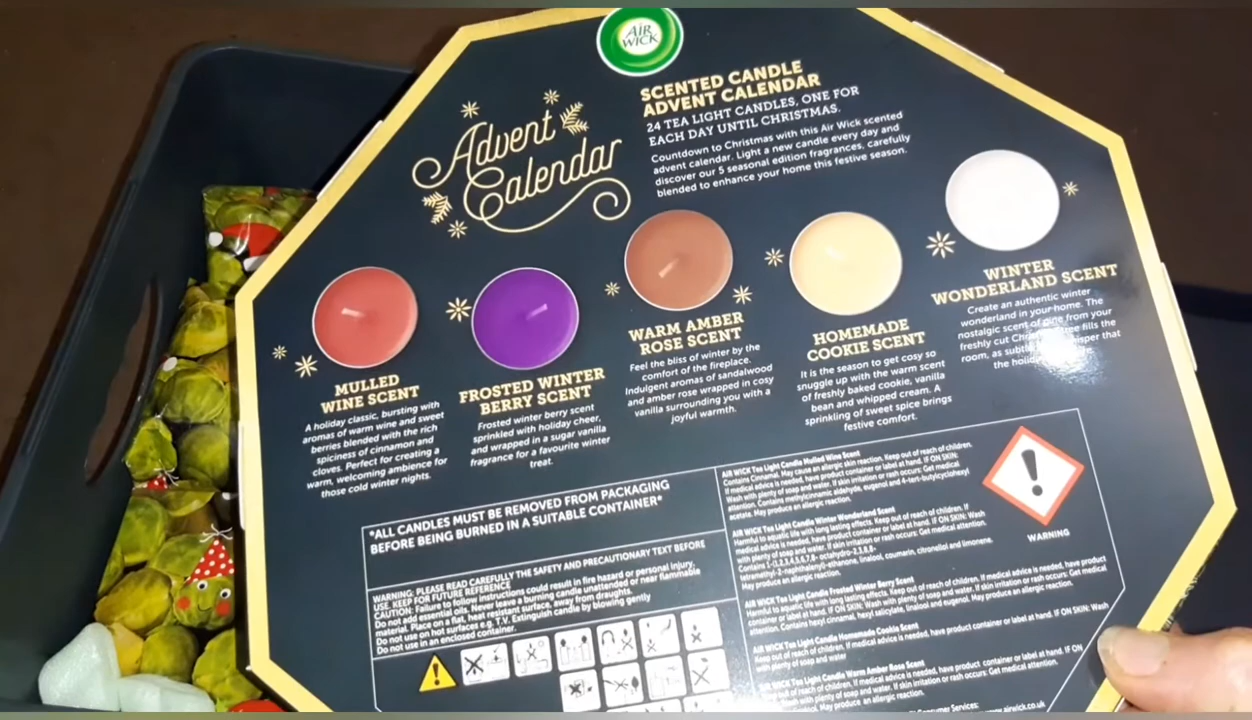 AIR
WICK
Advent
Calendar
SCENTED CANDLE
ADVENT CALENDAR
24 TEA LIGHT CANDLES, ONE FOR
EACH DAY UNTIL CHRISTMAS.
Countdown to Christmas with this Air Wick scented
advent calendar. Light a new candle every day and
discover our 5 seasonal edition fragrances, carefully
blended to enhance your home this festive season.
MULLED
WINE SCENT
A holiday classic, bursting with
aromas of warm wine and sweet
berries blended with the rich
spiciness of cinnamon and
cloves. Perfect for creating a
warm, welcoming ambience for
those cold winter nights.
FROSTED WINTER
BERRY SCENT
Frosted winter berry scent
sprinkled with holiday cheer,
and wrapped in a sugar vanilla
fragrance for a favourite winter
treat.
WARM AMBER
ROSE SCENT
Feel the bliss of winter by the
comfort of the fireplace.
Indulgent aromas of sandalwood
and amber rose wrapped in cosy
vanilla surrounding you with a
joyful warmth.
HOMEMADE
COOKIE SCENT
It is the season to get cosy so
snuggle up with the warm scent
of freshly baked cookie, vanilla
bean and whipped cream. A
sprinkling of sweet spice brings
festive comfort.
WINTER
WONDERLAND SCENT
Create an authentic winter
wonderland in your home. The
nostalgic scent of pine from your
freshly cut tree fills the
room, as that
the
*ALL CANDLES MUST BE REMOVED FROM PACKAGING
BEFORE BEING BURNED IN A SUITABLE CONTAINER*
WARNING: PLEASE READ CAREFULLY THE SAFETY AND PRECAUTIONARY TEXT BEFORE
USE. KEEP FOR FUTURE REFERENCE
CAUTION: Failure to follow instructions could result in fire hazard or personal injury.
Do not add essential oils. Never leave a burning candle unattended or near flammable
material. Place on a flat, heat resistant surface, away from draughts.
Do not use on hot surfaces e.g. T.V. Extinguish candle by blowing gently
Do not use in an enclosed container.
AIR WICK Tea Light Candle Mulled Wine Scent
Contains Cinnamal. May cause an allergic skin reaction. Keep out of reach of children.
If medical advice is needed, have product container or label at hand. IF ON SKIN:
Wash with plenty of soap and water. If skin irritation or rash occurs: Get medical
attention. Contains methylcinnamic aldehyde, eugenol and 4-tert-butylcyclohexyl
acetate. May produce an allergic reaction.
AIR WICK Tea Light Candle Winter Wonderland Scent
Harmful to aquatic life with long lasting effects. Keep out of reach of children. If
medical advice is needed, have product container or label at hand. IF ON SKIN: Wash
with plenty of soap and water. If skin irritation or rash occurs: Get medical attention.
Contains 1-(1,2,3,4,5,6,7,8- octahydro-2,3,8,8-
tetramethyl-2-naphthalenyl)-ethanone, linalool, coumarin, citronellol and limonene.
May produce an allergic reaction.
AIR WICK Tea Light Candle Frosted Winter Berry Scent
Harmful to aquatic life with long lasting effects. Keep out of reach of children. If medical advice is needed, have product
container or label at hand. IF ON SKIN: Wash with plenty of soap and water. If skin irritation or rash occurs: Get medical
attention. Contains hexyl cinnamal, hexyl salicylate, linalool and eugenol. May produce an allergic reaction.
AIR WICK Tea Light Candle Homemade Cookie Scent
Keep out of reach of children. If medical advice is needed, have product container or label at hand. IF ON SKIN: Wash
with plenty of soap and water
AIR WICK Tea Light Candle Warm Amber Rose Scent
out of reach of children. If medical advice is needed, have product container or label at hand. IF ON
plenty of soap and water. If skin irritation or rash occurs: Get medical attention.
May produce an allergic reaction.
WARNING
Consumer Services:
www.airwick.co.uk